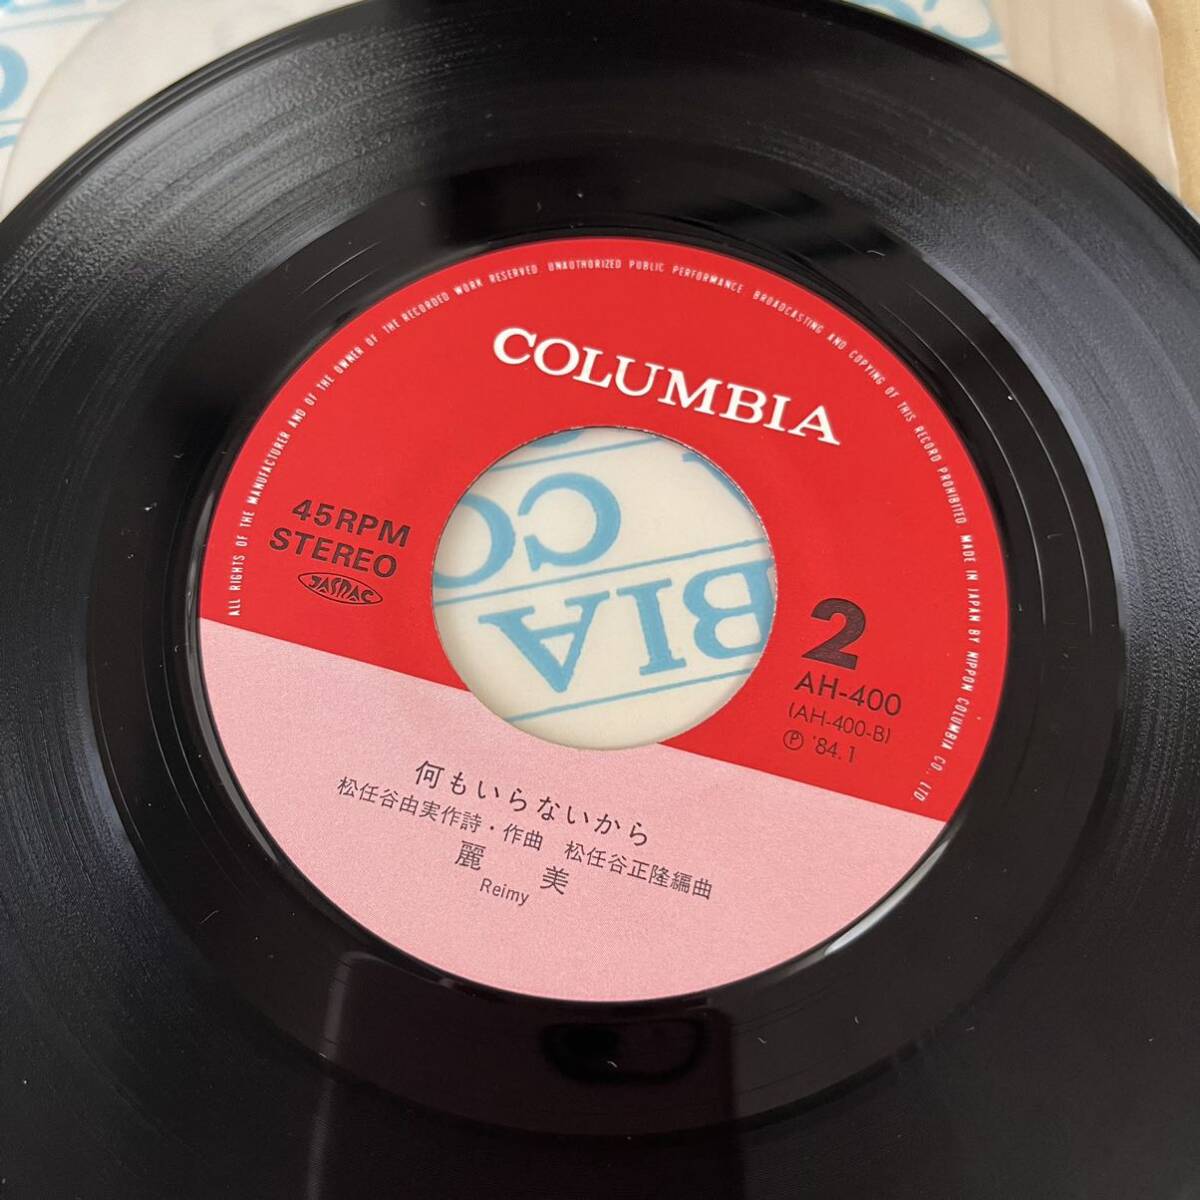 ALL RIGHTS OF THE MANUFACTURER AND OF THE OWNER OF THE RECORDED WORK RESERVED. UNAUTHORIZED PUBLIC PERFORMANCE, BROADCASTING AND COPYING OF THIS RECORD PROHIBITED MADE IN JAPAN BY NIPPON COLUMBIA CO., LTD
COLUMBIA
45RPM
STEREO
JASRAC
2
AH-400
(AH-400-B)
Ⓟ '84.1
何もいらないから
松任谷由実作詩・作曲 松任谷正隆編曲
麗 美
Reimy
CO
BIA